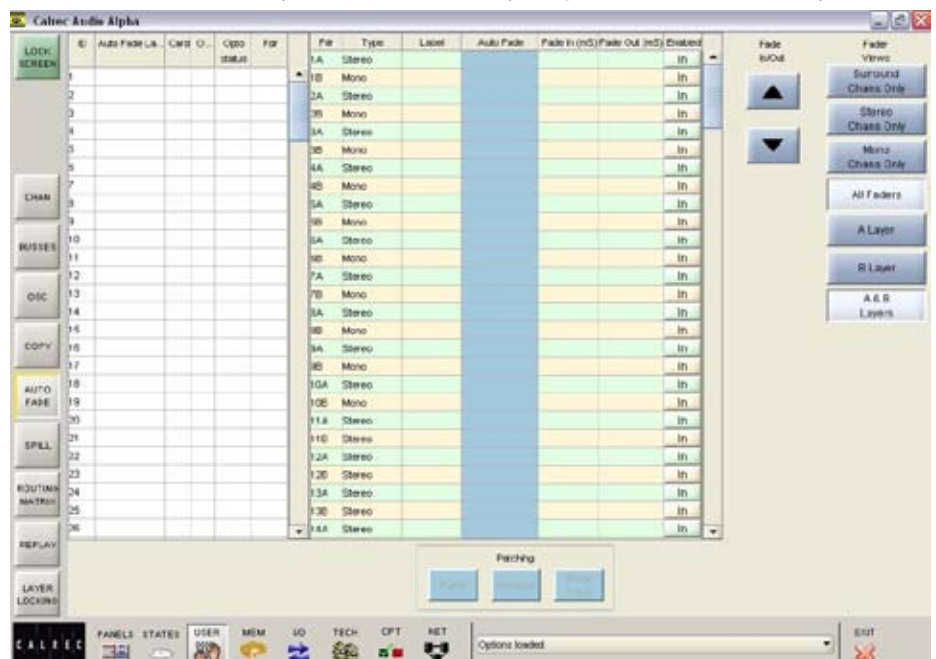 Calrec Audio Alpha
LOCK SCREEN
CHAN
BUSSES
OSC
COPY
AUTO FADE
SPILL
ROUTING MATRIX
REPLAY
LAYER LOCKING
ID Auto Fade La... Card O... Opto status Fdr
1
2
3
4
5
6
7
8
9
10
11
12
13
14
15
16
17
18
19
20
21
22
23
24
25
26
Fdr Type Label Auto Fade Fade In (mS) Fade Out (mS) Enabled
1A Stereo In
1B Mono In
2A Stereo In
2B Mono In
3A Stereo In
3B Mono In
4A Stereo In
4B Mono In
5A Stereo In
5B Mono In
6A Stereo In
6B Mono In
7A Stereo In
7B Mono In
8A Stereo In
8B Mono In
9A Stereo In
9B Mono In
10A Stereo In
10B Mono In
11A Stereo In
11B Stereo In
12A Stereo In
12B Stereo In
13A Stereo In
13B Stereo In
14A Stereo In
Fade In/Out
Fader Views
Surround Chans Only
Stereo Chans Only
Mono Chans Only
All Faders
A Layer
B Layer
A & B Layers
Patching
CALREC
PANELS STATES USER MEM I/O TECH OPT NET
Options loaded
EXIT